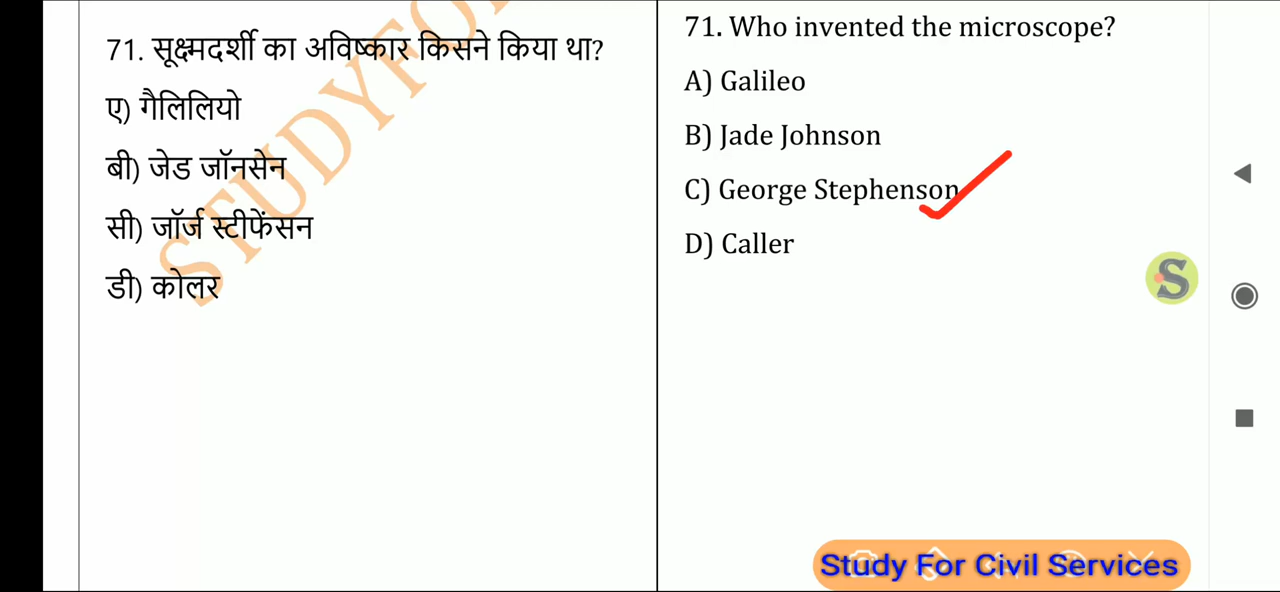 71. सूक्ष्मदर्शी का अविष्कार किसने किया था?
ए) गैलिलियो
बी) जेड जॉनसेन
सी) जॉर्ज स्टीफेंसन
डी) कोलर
STUDYFO
71. Who invented the microscope?
A) Galileo
B) Jade Johnson
C) George Stephenson
D) Caller
S
Study For Civil Services